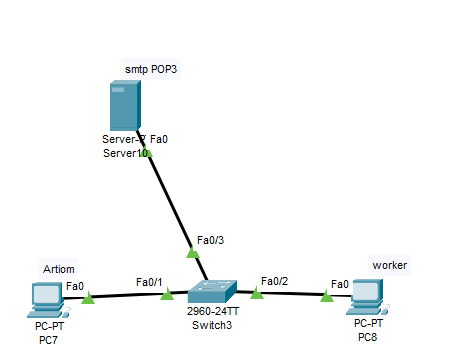 smtp POP3
Fa0
Server-P
Server10
Fa0/3
Artiom
Fa0
Fa0/1
Fa0/2
Fa0
worker
2960-24TT
Switch3
PC-PT
PC7
PC-PT
PC8